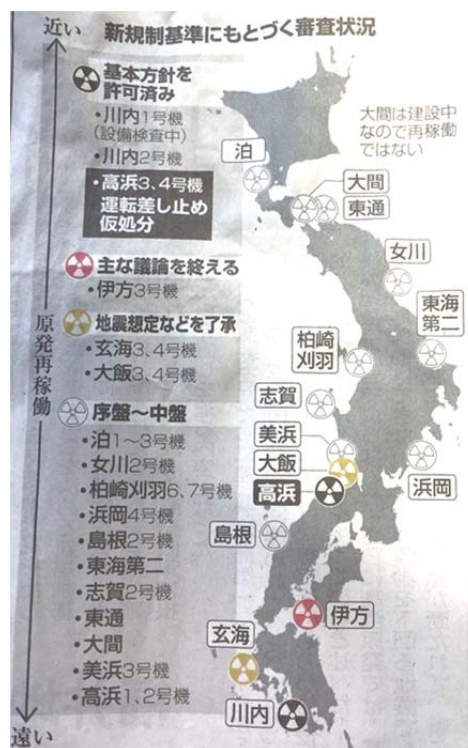 近い
新規制基準にもとづく審査状況
基本方針を
許可済み
・川内1号機
(設備検査中)
・川内2号機
・高浜3、4号機
運転差し止め
仮処分
主な議論を終える
・伊方3号機
地震想定などを了承
・玄海3、4号機
・大飯3、4号機
序盤～中盤
・泊1～3号機
・女川2号機
・柏崎刈羽6、7号機
・浜岡4号機
・島根2号機
・東海第二
・志賀2号機
・東通
・大間
・美浜3号機
・高浜1、2号機
原発再稼働
遠い
大間は建設中
なので再稼働
ではない
泊
大間
東通
女川
東海
第二
柏崎
刈羽
志賀
美浜
大飯
高浜
浜岡
島根
伊方
玄海
川内